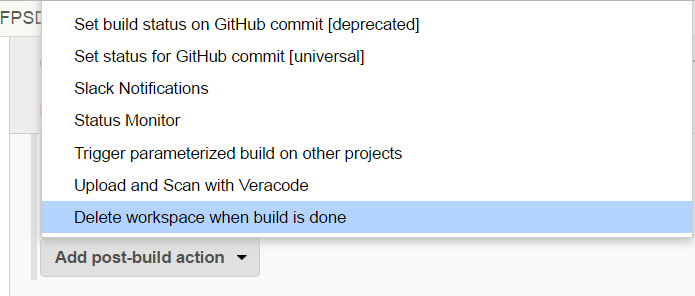 FPSD
Set build status on GitHub commit [deprecated]
Set status for GitHub commit [universal]
Slack Notifications
Status Monitor
Trigger parameterized build on other projects
Upload and Scan with Veracode
Delete workspace when build is done
Add post-build action